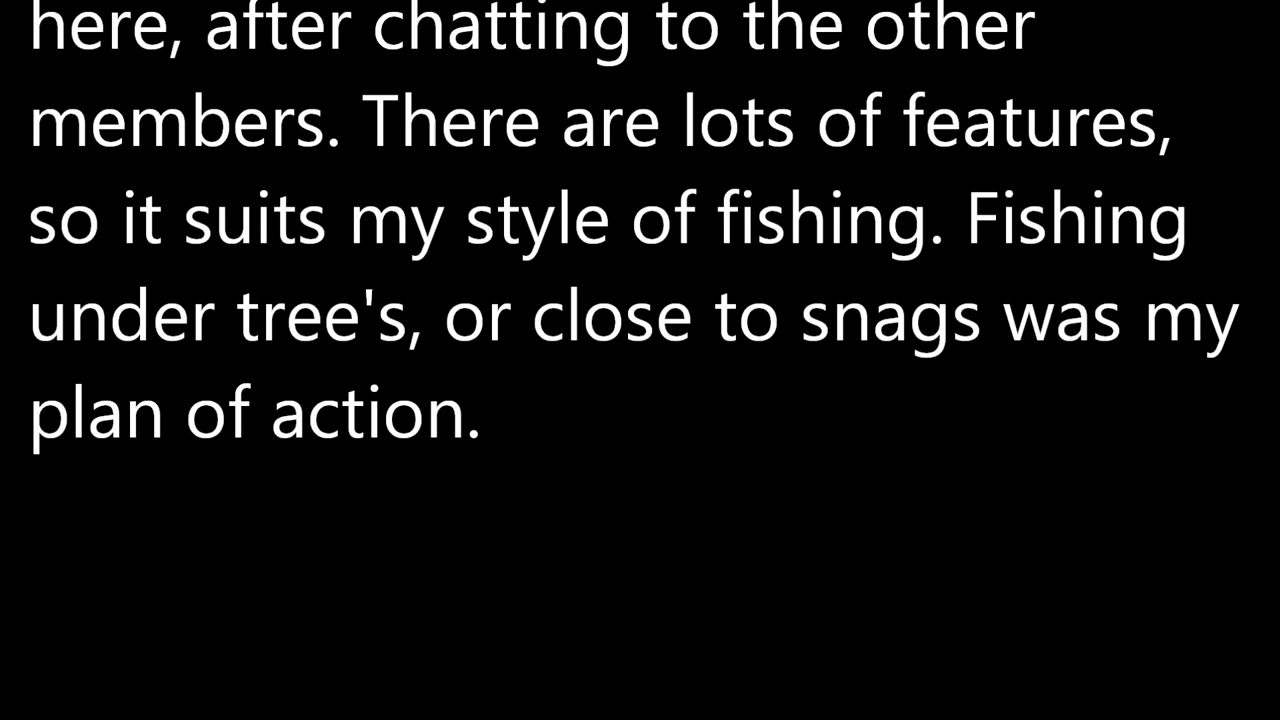 here, after chatting to the other
members. There are lots of features,
so it suits my style of fishing. Fishing
under tree's, or close to snags was my
plan of action.